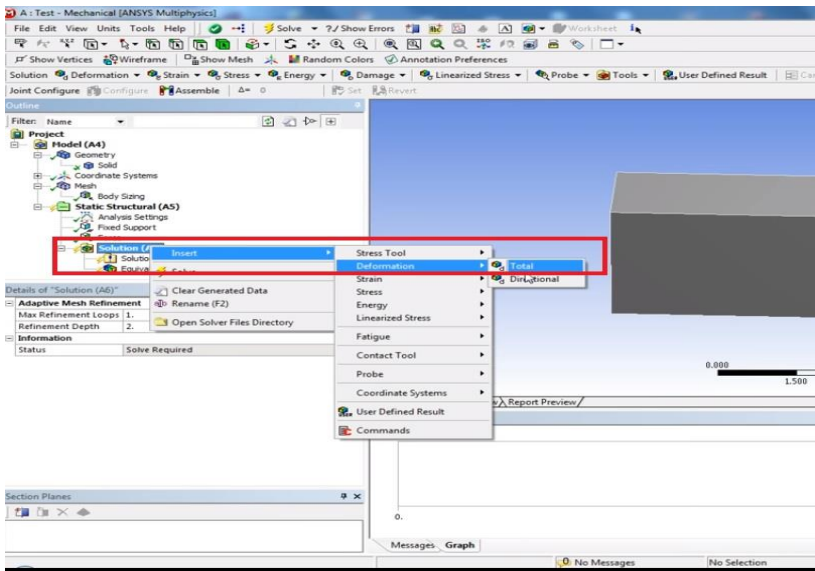 A : Test - Mechanical [ANSYS Multiphysics]
File Edit View Units Tools Help Solve ?/ Show Errors Worksheet
Show Vertices Wireframe Show Mesh Random Colors Annotation Preferences
Solution Deformation Strain Stress Energy Damage Linearized Stress Probe Tools User Defined Result
Joint Configure Configure Assemble Δ= 0 Set Revert
Outline
Filter: Name
Project
Model (A4)
Geometry
Solid
Coordinate Systems
Mesh
Body Sizing
Static Structural (A5)
Analysis Settings
Fixed Support
Solution (A
Solutio
Equiva
Insert
Clear Generated Data
Rename (F2)
Open Solver Files Directory
Stress Tool
Deformation
Strain
Stress
Energy
Linearized Stress
Fatigue
Contact Tool
Probe
Coordinate Systems
User Defined Result
Commands
Total
Directional
Details of "Solution (A6)"
Adaptive Mesh Refinement
Max Refinement Loops 1.
Refinement Depth 2.
Information
Status Solve Required
0.000
1.500
Report Preview
Section Planes
0.
Messages Graph
No Messages No Selection